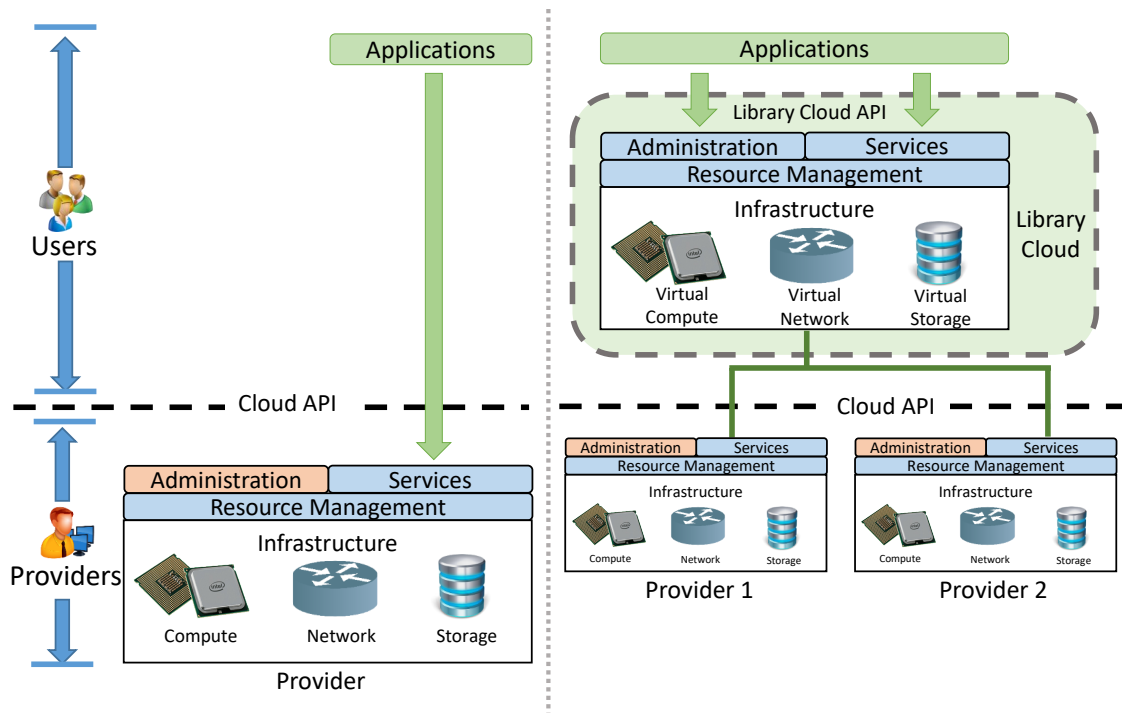 Applications
Users
Cloud API
Administration
Services
Resource Management
Infrastructure
Compute
Network
Storage
Providers
Provider
Applications
Library Cloud API
Administration
Services
Resource Management
Infrastructure
intel
Virtual
Compute
Virtual
Network
Virtual
Storage
Library
Cloud
Cloud API
Administration
Services
Resource Management
Infrastructure
Compute
Network
Storage
Provider 1
Administration
Services
Resource Management
Infrastructure
Compute
Network
Storage
Provider 2